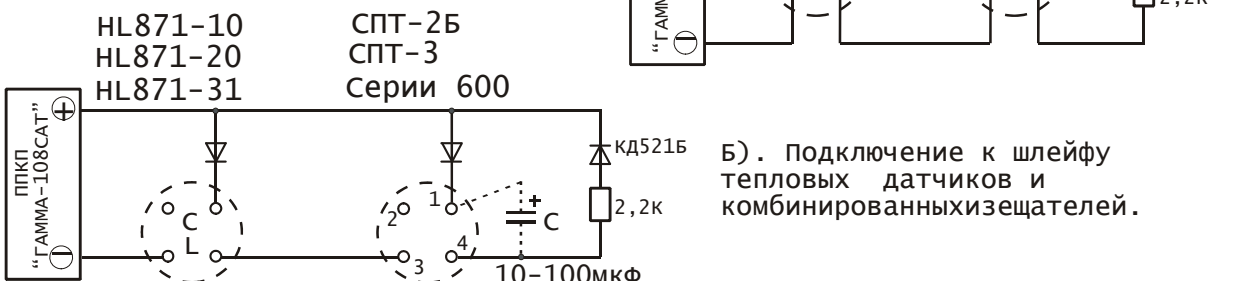 HL871-10
HL871-20
HL871-31
СПТ-2Б
СПТ-3
Серии 600
ППКП
“ГАММА-108САТ”
+
−
“ГАММ
−
2,2к
КД521Б
2,2к
C
L
2
1
3
4
+
C
10-100мкФ
Б). Подключение к шлейфу
тепловых датчиков и
комбинированныхизещателей.